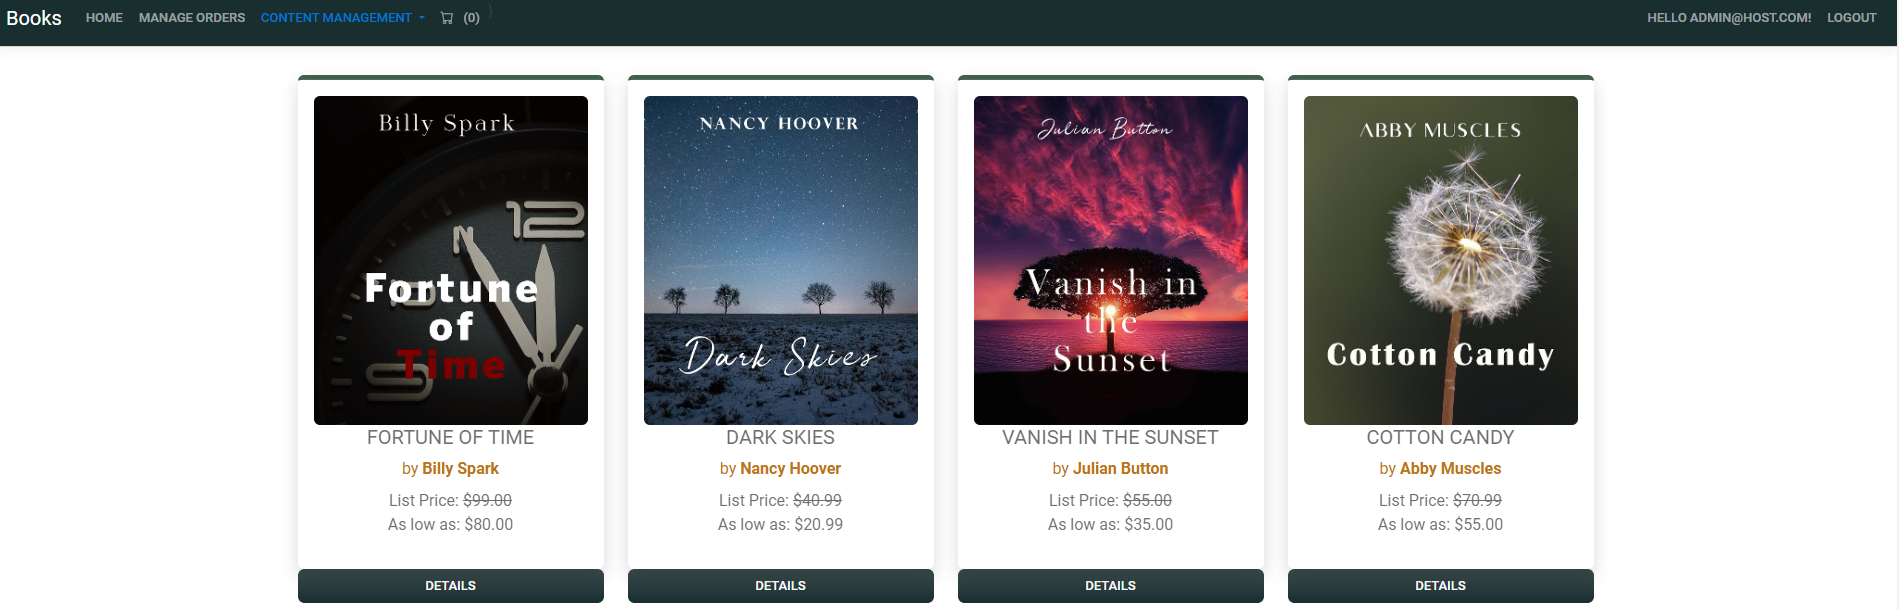 Books HOME MANAGE ORDERS CONTENT MANAGEMENT (0) ) HELLO ADMIN@HOST.COM! LOGOUT
Billy Spark
12
Fortune
of
Time
9
FORTUNE OF TIME
by Billy Spark
List Price: $99.00
As low as: $80.00
DETAILS
NANCY HOOVER
Dark Skies
DARK SKIES
by Nancy Hoover
List Price: $40.99
As low as: $20.99
DETAILS
Julian Button
Vanish in
the
Sunset
VANISH IN THE SUNSET
by Julian Button
List Price: $55.00
As low as: $35.00
DETAILS
ABBY MUSCLES
Cotton Candy
COTTON CANDY
by Abby Muscles
List Price: $70.99
As low as: $55.00
DETAILS